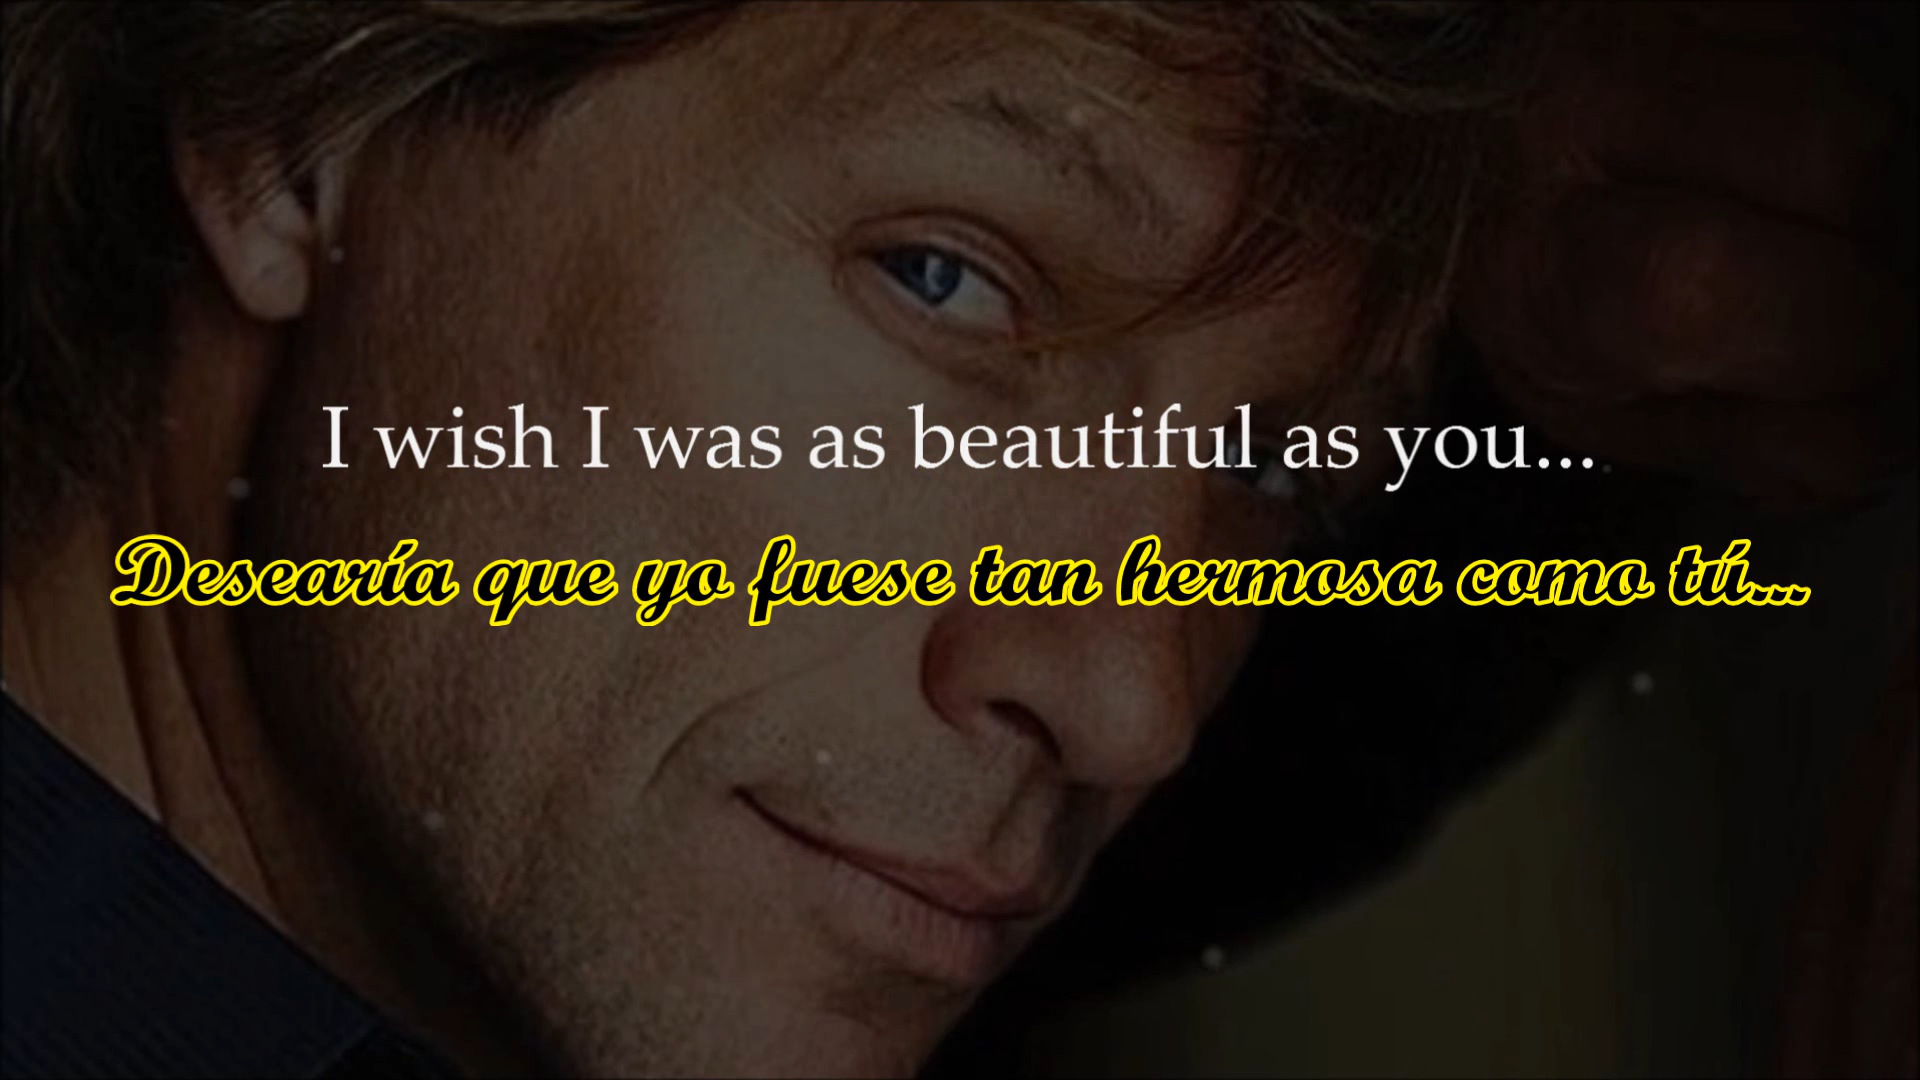 I wish I was as beautiful as you...
Desearía que yo fuese tan hermosa como tú...